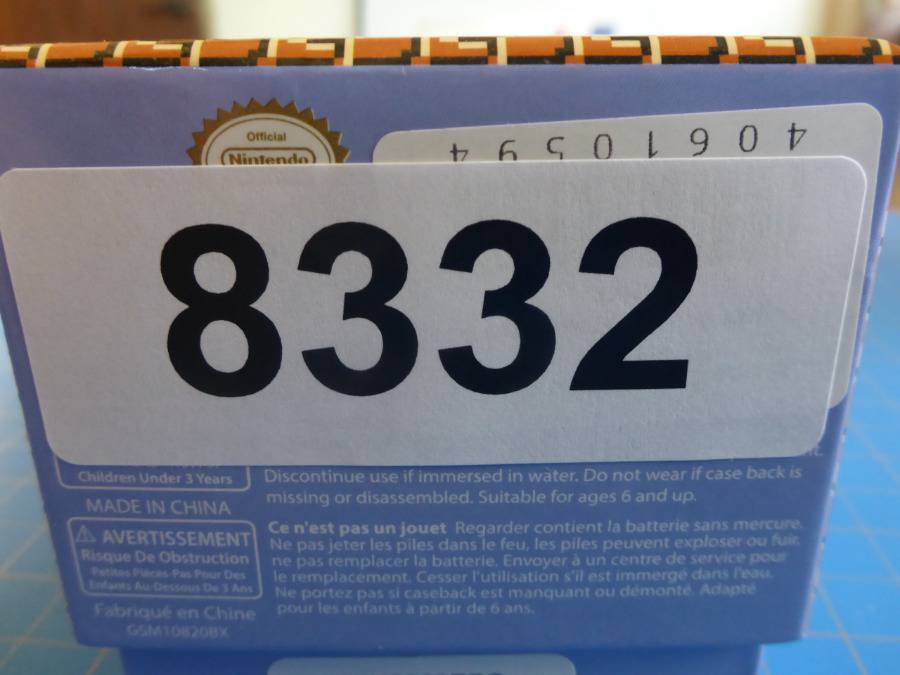 Official
Nintendo
40610594
8332
Children Under 3 Years
MADE IN CHINA
AVERTISSEMENT
Risque De Obstruction
Petites Pièces-Pas Pour Des
Enfants Au-Dessous De 3 Ans
Fabriqué en Chine
GSM10820BX
Discontinue use if immersed in water. Do not wear if case back is
missing or disassembled. Suitable for ages 6 and up.
Ce n'est pas un jouet Regarder contient la batterie sans mercure.
Ne pas jeter les piles dans le feu, les piles peuvent exploser ou fuir,
ne pas remplacer la batterie. Envoyer à un centre de service pour
le remplacement. Cesser l'utilisation s'il est immergé dans l'eau.
Ne portez pas si caseback est manquant ou démonté. Adapté
pour les enfants à partir de 6 ans.